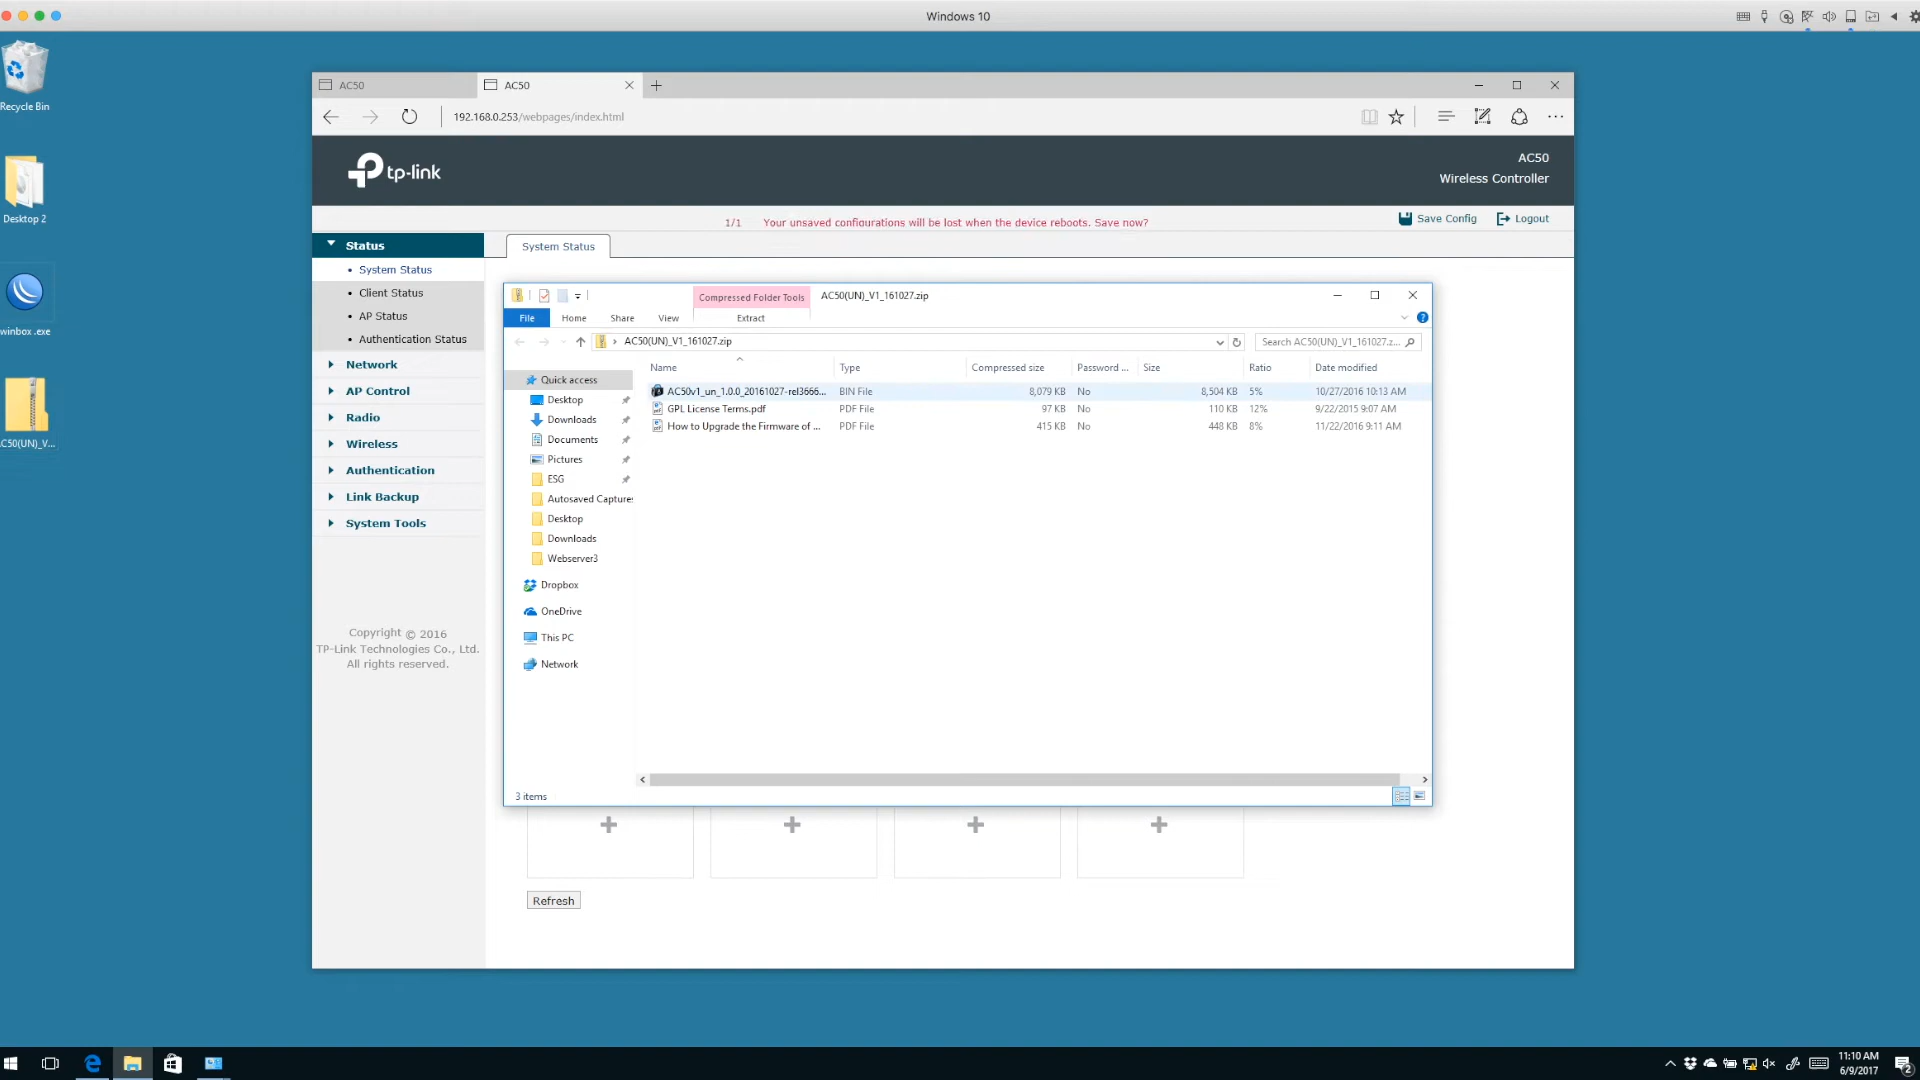 Windows 10
Recycle Bin
Desktop 2
winbox .exe
C50(UN)_V...
AC50
AC50
192.168.0.253/webpages/index.html
tp-link
AC50
Wireless Controller
1/1 Your unsaved configurations will be lost when the device reboots. Save now?
Save Config
Logout
Status
System Status
Client Status
AP Status
Authentication Status
Network
AP Control
Radio
Wireless
Authentication
Link Backup
System Tools
Copyright © 2016
TP-Link Technologies Co., Ltd.
All rights reserved.
System Status
Compressed Folder Tools
AC50(UN)_V1_161027.zip
File Home Share View Extract
AC50(UN)_V1_161027.zip
Search AC50(UN)_V1_161027.z...
Name Type Compressed size Password ... Size Ratio Date modified
AC50v1_un_1.0.0_20161027-rel3666... BIN File 8,079 KB No 8,504 KB 5% 10/27/2016 10:13 AM
GPL License Terms.pdf PDF File 97 KB No 110 KB 12% 9/22/2015 9:07 AM
How to Upgrade the Firmware of ... PDF File 415 KB No 448 KB 8% 11/22/2016 9:11 AM
Quick access
Desktop
Downloads
Documents
Pictures
ESG
Autosaved Captures
Desktop
Downloads
Webserver3
Dropbox
OneDrive
This PC
Network
3 items
Refresh
11:10 AM
6/9/2017
2